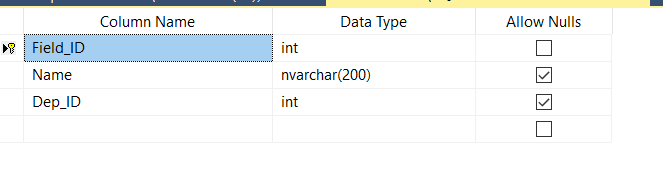 Column Name Data Type Allow Nulls
Field_ID int
Name nvarchar(200)
Dep_ID int